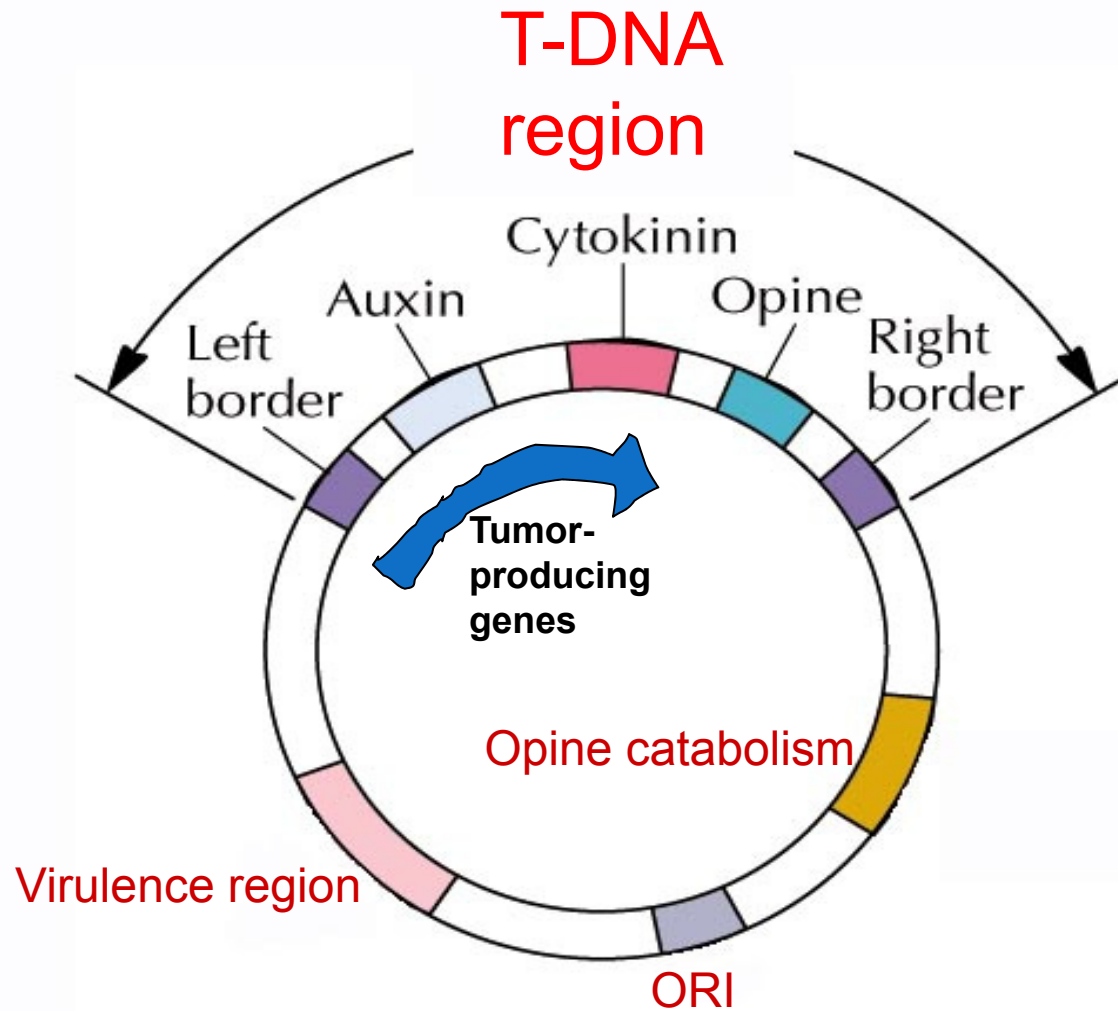 T-DNA
region
Cytokinin
Auxin
Opine
Left
border
Right
border
Tumor-
producing
genes
Opine catabolism
Virulence region
ORI